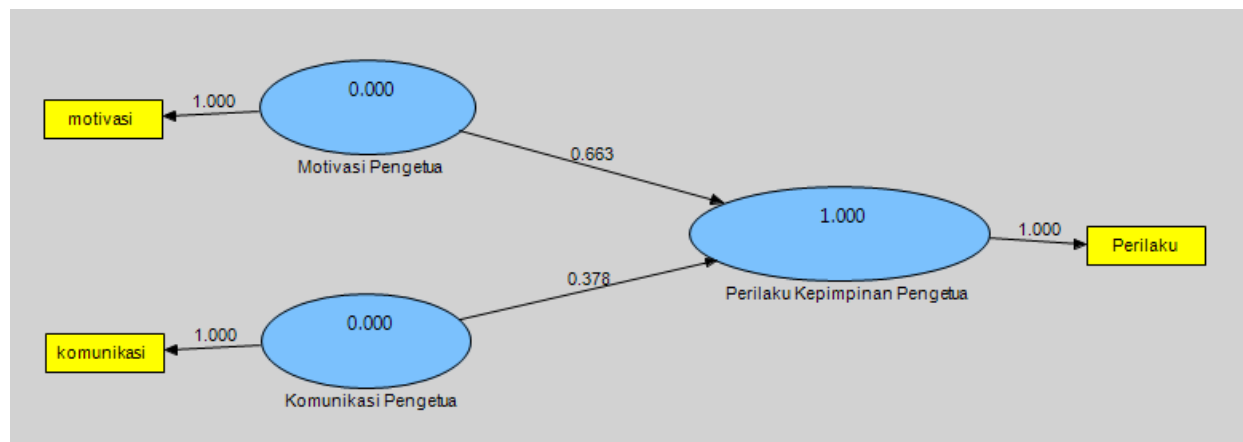 0.000
1.000
motivasi
Motivasi Pengetua
0.663
1.000
1.000
Perilaku
Perilaku Kepimpinan Pengetua
0.378
0.000
1.000
komunikasi
Komunikasi Pengetua